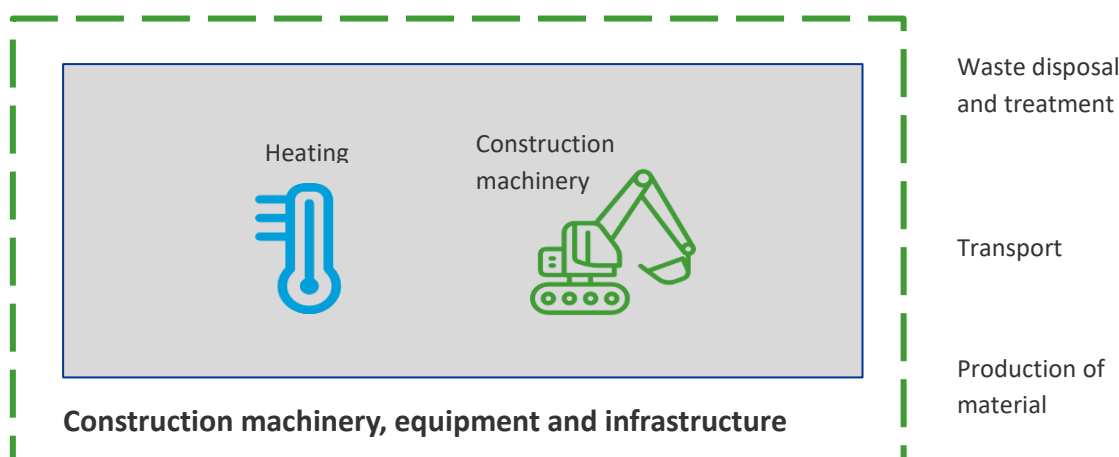 Heating
Construction
machinery
Construction machinery, equipment and infrastructure
Waste disposal
and treatment
Transport
Production of
material